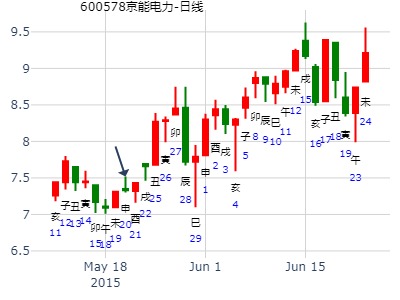 600578京能电力-日线
9.5
9
8.5
8
7.5
7
6.5
亥
11
子
12
丑
13
寅
14
卯
15
午
18
未
19
申
20
酉
21
戌
22
丑
25
寅
26
卯
27
辰
28
巳
29
申
1
酉
2
戌
3
亥
4
子
5
卯
8
辰
9
巳
10
午
11
未
12
戌
15
亥
16
子
17
丑
18
寅
19
午
23
未
24
May 18
2015
Jun 1
Jun 15